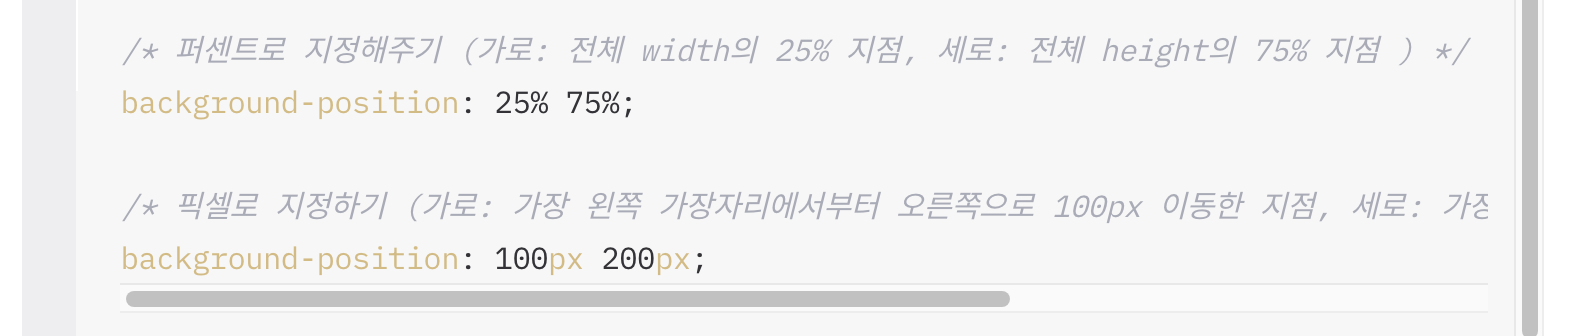 /* 퍼센트로 지정해주기 (가로: 전체 width의 25% 지점, 세로: 전체 height의 75% 지점 ) */
background-position: 25% 75%;
/* 픽셀로 지정하기 (가로: 가장 왼쪽 가장자리에서부터 오른쪽으로 100px 이동한 지점, 세로:
background-position: 100px 200px;